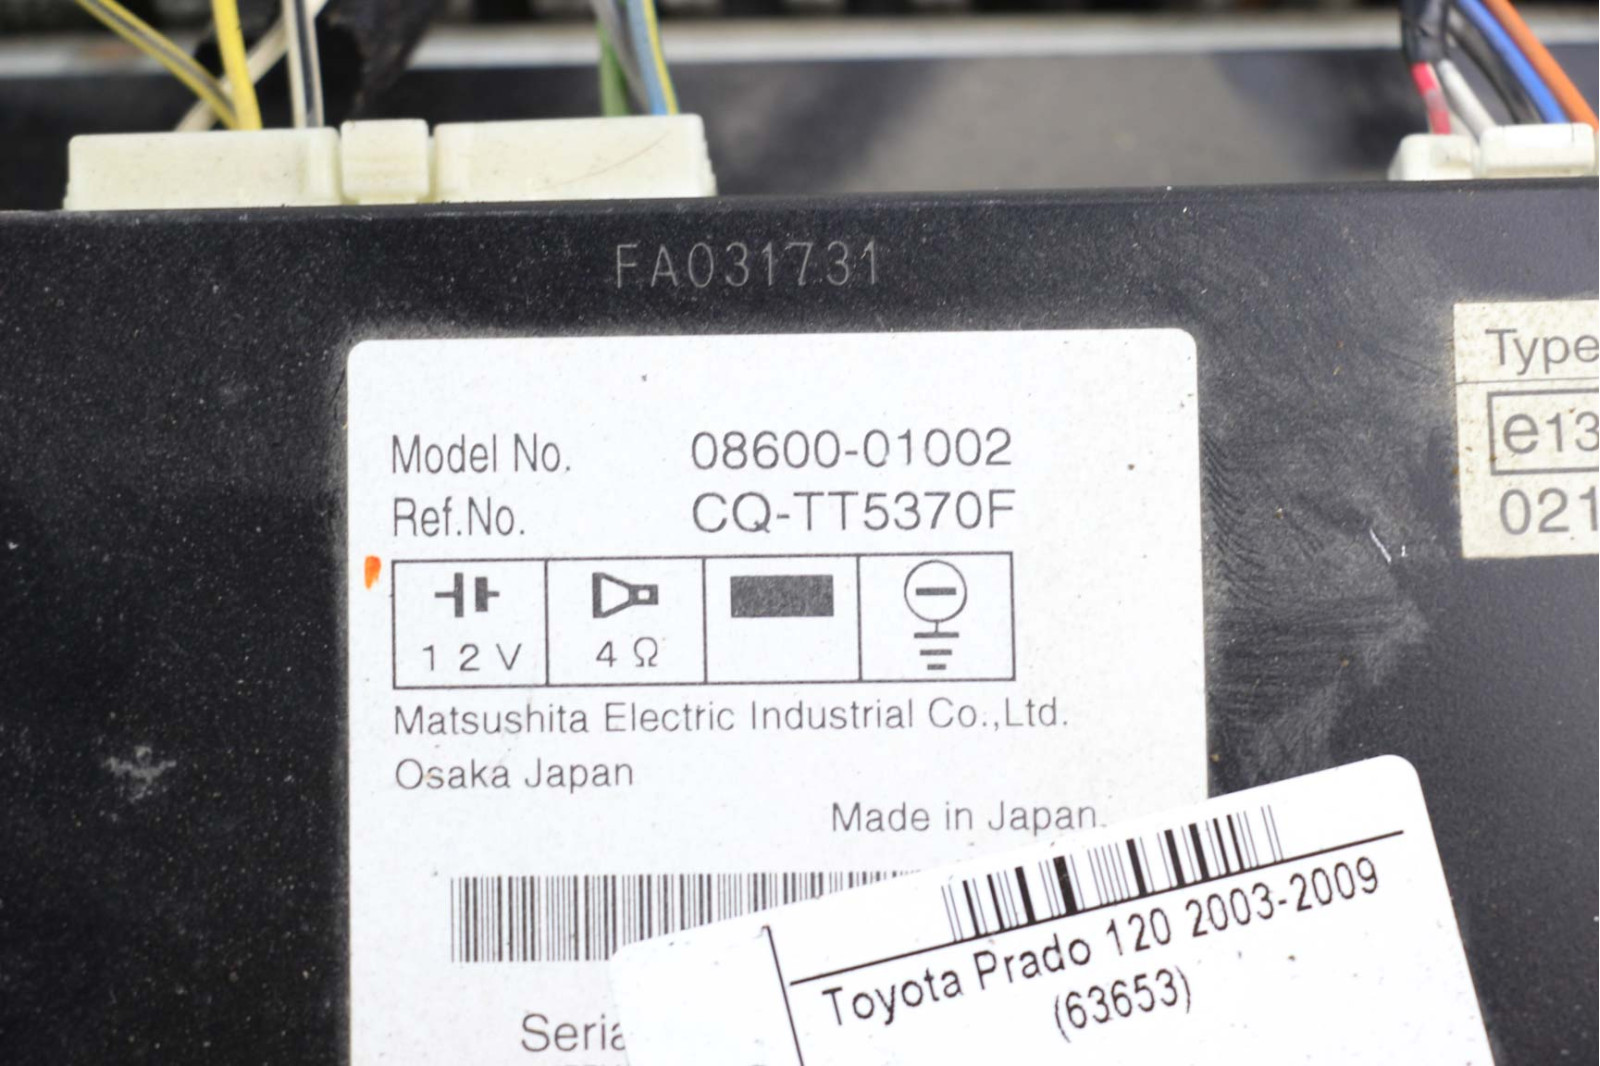 FA031731
Model No. 08600-01002
Ref.No. CQ-TT5370F
12V 4Ω
Matsushita Electric Industrial Co.,Ltd.
Osaka Japan
Made in Japan.
Type
e13
021
Toyota Prado 120 2003-2009
(63653)
Seria